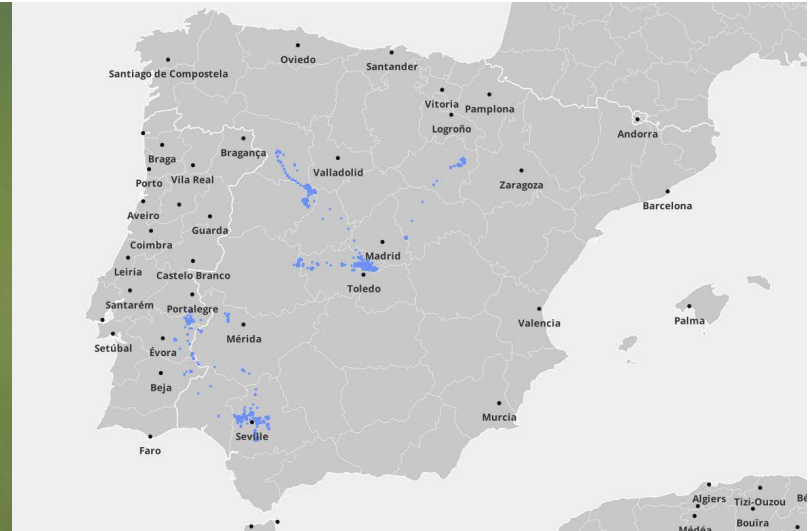 Oviedo
Santander
Santiago de Compostela
Vitoria
Pamplona
Logroño
Andorra
Braga
Bragança
Valladolid
Porto
Vila Real
Zaragoza
Barcelona
Aveiro
Guarda
Coimbra
Madrid
Leiria
Castelo Branco
Toledo
Santarém
Portalegre
Palma
Valencia
Setúbal
Évora
Mérida
Beja
Murcia
Seville
Faro
Algiers
Tizi-Ouzou
Médéa
Bouïra